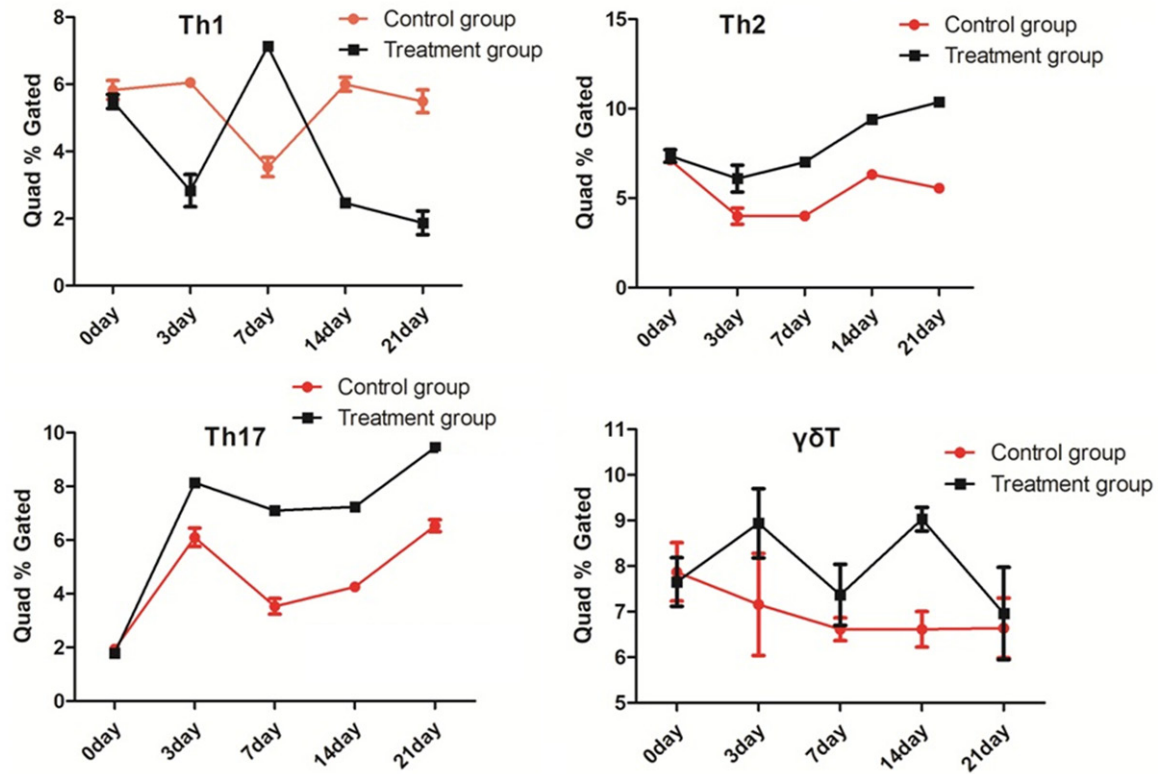 Th1
Control group
Treatment group
Quad % Gated
8
6
4
2
0
0day
3day
7day
14day
21day
Th2
Control group
Treatment group
Quad % Gated
15
10
5
0
0day
3day
7day
14day
21day
Th17
Control group
Treatment group
Quad % Gated
10
8
6
4
2
0
0day
3day
7day
14day
21day
γδT
Control group
Treatment group
Quad % Gated
11
10
9
8
7
6
5
0day
3day
7day
14day
21day